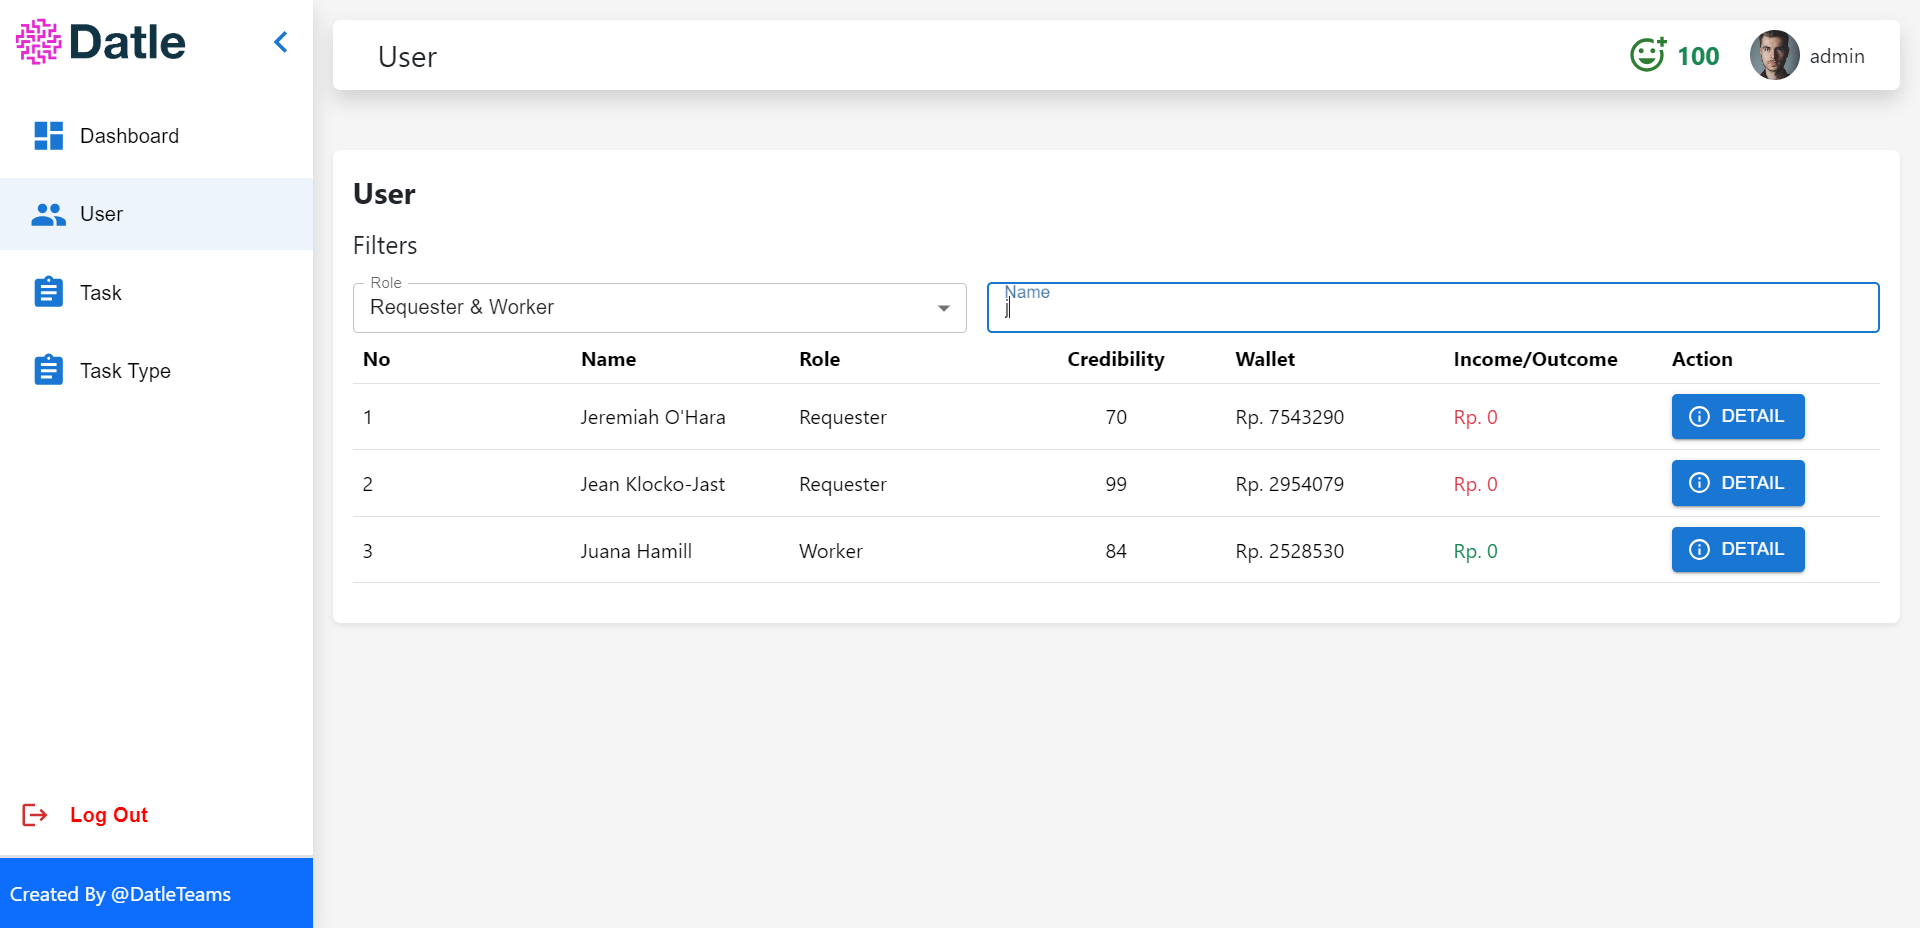 Datle
User
100
admin
Dashboard
User
Task
Task Type
Log Out
Created By @DatleTeams
User
Filters
Role
Requester & Worker
Name
j
No Name Role Credibility Wallet Income/Outcome Action
1 Jeremiah O'Hara Requester 70 Rp. 7543290 Rp. 0 DETAIL
2 Jean Klocko-Jast Requester 99 Rp. 2954079 Rp. 0 DETAIL
3 Juana Hamill Worker 84 Rp. 2528530 Rp. 0 DETAIL